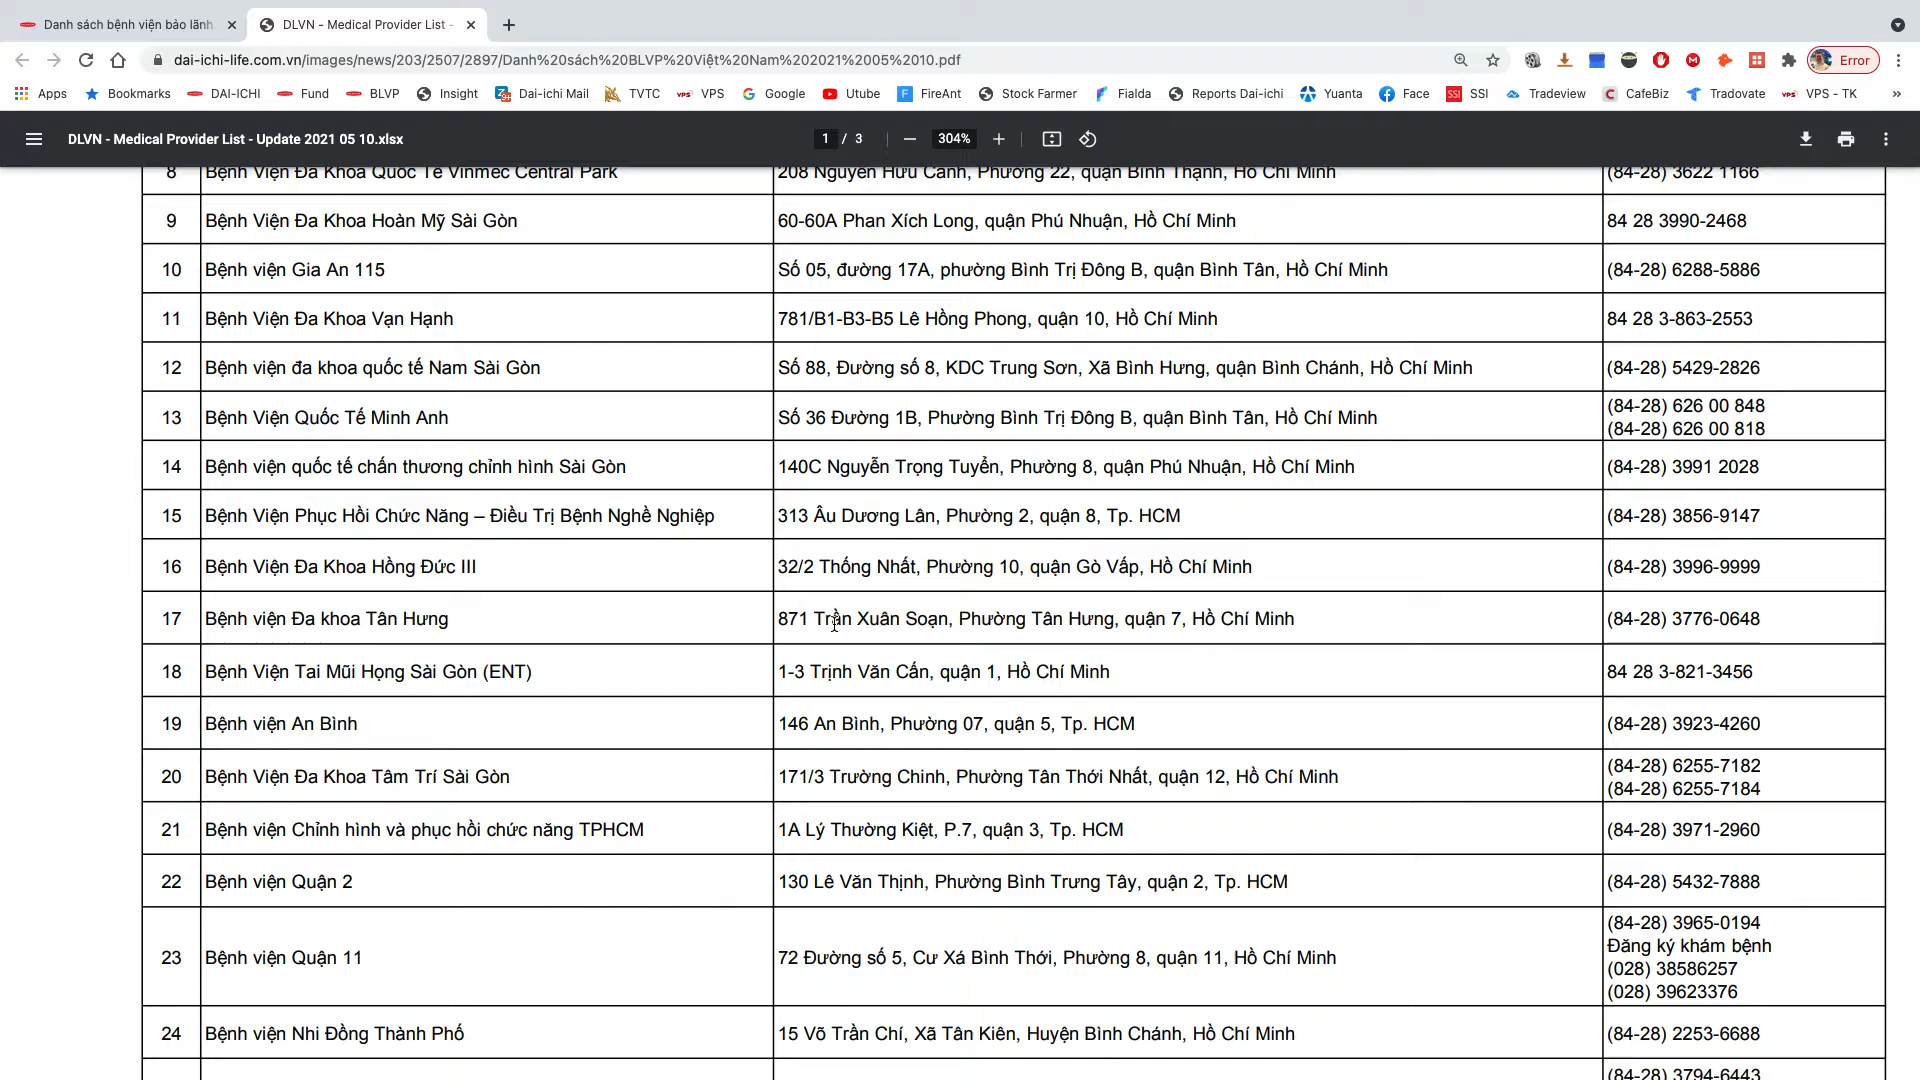 Danh sách bệnh viện bảo lãnh
DLVN - Medical Provider List -
dai-ichi-life.com.vn/images/news/203/2507/2897/Danh%20sách%20BLVP%20Việt%20Nam%202021%2005%2010.pdf
Error
Apps Bookmarks DAI-ICHI Fund BLVP Insight Dai-ichi Mail TVTC VPS Google Utube FireAnt Stock Farmer Fialda Reports Dai-ichi Yuanta Face SSI Tradeview CafeBiz Tradovate VPS - TK »
DLVN - Medical Provider List - Update 2021 05 10.xlsx
1 / 3
304%
8 Bệnh Viện Đa Khoa Quốc Tế Vinmec Central Park 208 Nguyễn Hữu Cảnh, Phường 22, quận Bình Thạnh, Hồ Chí Minh (84-28) 3622 1166
9 Bệnh Viện Đa Khoa Hoàn Mỹ Sài Gòn 60-60A Phan Xích Long, quận Phú Nhuận, Hồ Chí Minh 84 28 3990-2468
10 Bệnh viện Gia An 115 Số 05, đường 17A, phường Bình Trị Đông B, quận Bình Tân, Hồ Chí Minh (84-28) 6288-5886
11 Bệnh Viện Đa Khoa Vạn Hạnh 781/B1-B3-B5 Lê Hồng Phong, quận 10, Hồ Chí Minh 84 28 3-863-2553
12 Bệnh viện đa khoa quốc tế Nam Sài Gòn Số 88, Đường số 8, KDC Trung Sơn, Xã Bình Hưng, quận Bình Chánh, Hồ Chí Minh (84-28) 5429-2826
13 Bệnh Viện Quốc Tế Minh Anh Số 36 Đường 1B, Phường Bình Trị Đông B, quận Bình Tân, Hồ Chí Minh (84-28) 626 00 848
(84-28) 626 00 818
14 Bệnh viện quốc tế chấn thương chỉnh hình Sài Gòn 140C Nguyễn Trọng Tuyển, Phường 8, quận Phú Nhuận, Hồ Chí Minh (84-28) 3991 2028
15 Bệnh Viện Phục Hồi Chức Năng – Điều Trị Bệnh Nghề Nghiệp 313 Âu Dương Lân, Phường 2, quận 8, Tp. HCM (84-28) 3856-9147
16 Bệnh Viện Đa Khoa Hồng Đức III 32/2 Thống Nhất, Phường 10, quận Gò Vấp, Hồ Chí Minh (84-28) 3996-9999
17 Bệnh viện Đa khoa Tân Hưng 871 Trần Xuân Soạn, Phường Tân Hưng, quận 7, Hồ Chí Minh (84-28) 3776-0648
18 Bệnh Viện Tai Mũi Họng Sài Gòn (ENT) 1-3 Trịnh Văn Cấn, quận 1, Hồ Chí Minh 84 28 3-821-3456
19 Bệnh viện An Bình 146 An Bình, Phường 07, quận 5, Tp. HCM (84-28) 3923-4260
20 Bệnh Viện Đa Khoa Tâm Trí Sài Gòn 171/3 Trường Chinh, Phường Tân Thới Nhất, quận 12, Hồ Chí Minh (84-28) 6255-7182
(84-28) 6255-7184
21 Bệnh viện Chỉnh hình và phục hồi chức năng TPHCM 1A Lý Thường Kiệt, P.7, quận 3, Tp. HCM (84-28) 3971-2960
22 Bệnh viện Quận 2 130 Lê Văn Thịnh, Phường Bình Trưng Tây, quận 2, Tp. HCM (84-28) 5432-7888
23 Bệnh viện Quận 11 72 Đường số 5, Cư Xá Bình Thới, Phường 8, quận 11, Hồ Chí Minh (84-28) 3965-0194
Đăng ký khám bệnh
(028) 38586257
(028) 39623376
24 Bệnh viện Nhi Đồng Thành Phố 15 Võ Trần Chí, Xã Tân Kiên, Huyện Bình Chánh, Hồ Chí Minh (84-28) 2253-6688
(84-28) 3794-6443